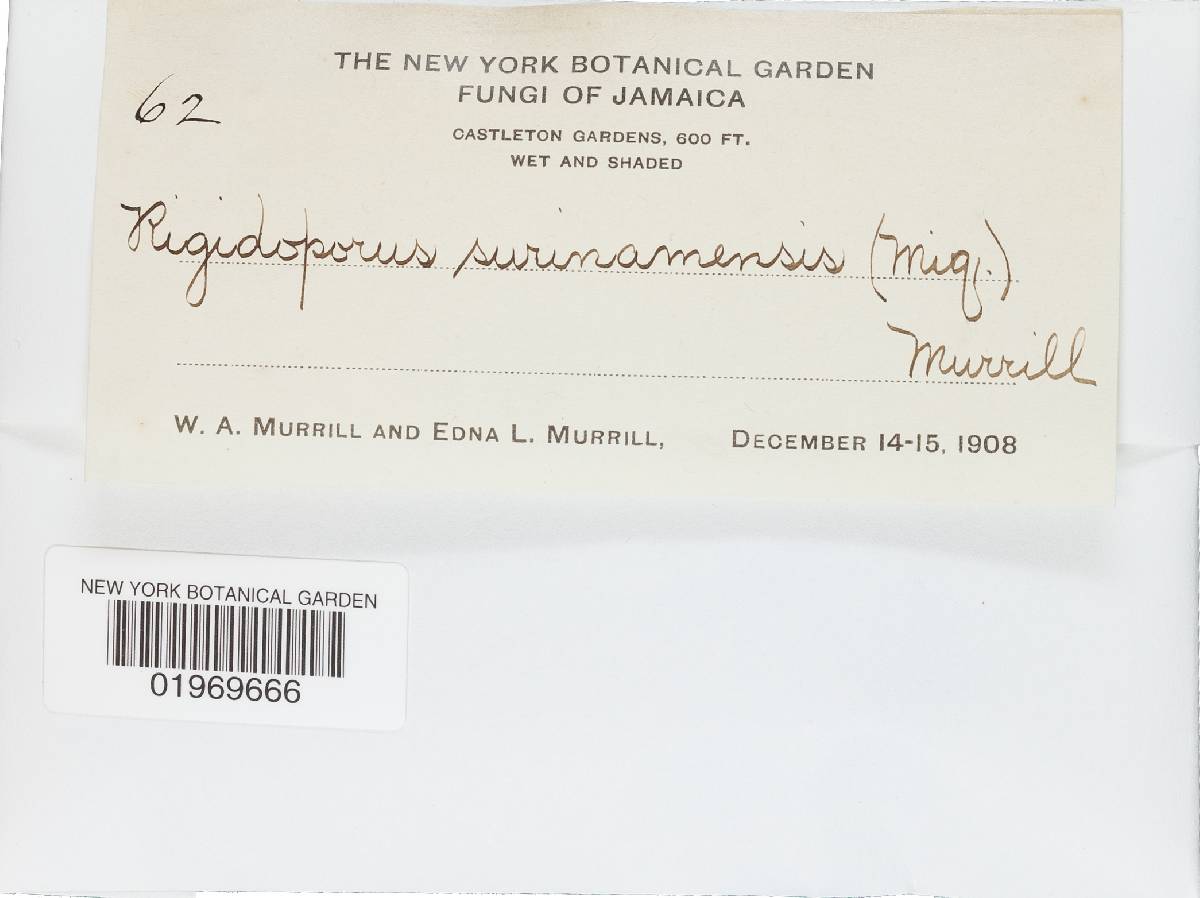 THE NEW YORK BOTANICAL GARDEN
FUNGI OF JAMAICA
62
CASTLETON GARDENS, 600 FT.
WET AND SHADED
Rigidoporus surinamensis (Miq.)
Murrill
W. A. MURRILL AND EDNA L. MURRILL, DECEMBER 14-15, 1908
NEW YORK BOTANICAL GARDEN
01969666